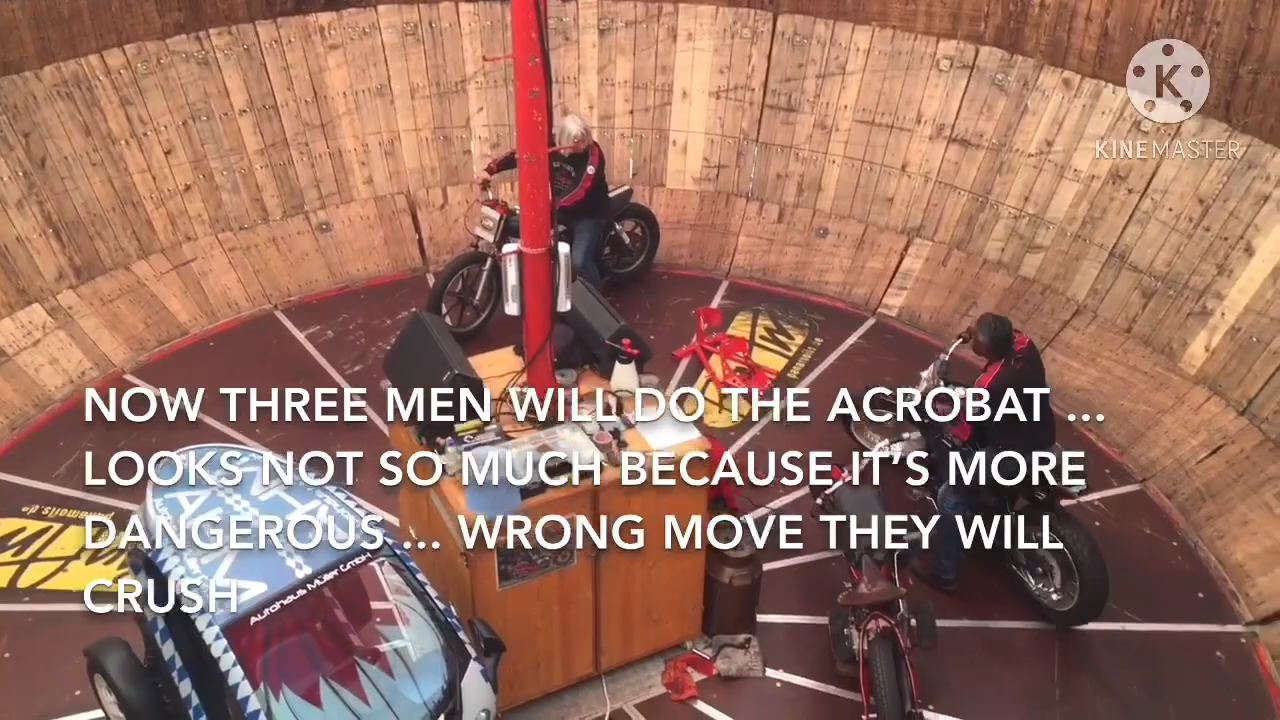 K
KINEMASTER
NOW THREE MEN WILL DO THE ACROBAT ...
LOOKS NOT SO MUCH BECAUSE IT’S MORE
DANGEROUS ... WRONG MOVE THEY WILL
CRUSH
Autohaus Müller GmbH